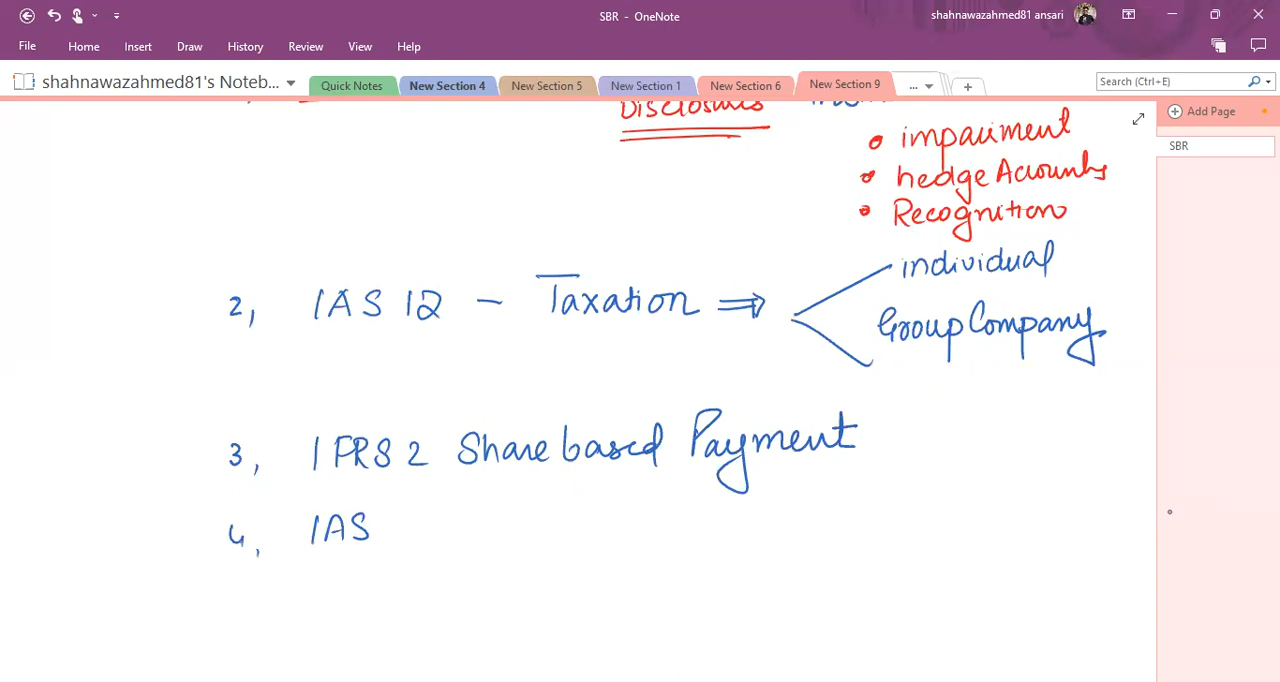 SBR - OneNote
shahnawazahmed81 ansari
File Home Insert Draw History Review View Help
shahnawazahmed81's Noteb...
Quick Notes New Section 4 New Section 5 New Section 1 New Section 6 New Section 9 ...
Search (Ctrl+E)
Add Page
SBR
Disclosures
• impairment
• hedge Accounts
• Recognition
2, IAS 12 - Taxation ⇒ individual
Group Company
3, IFRS 2 Share based Payment
4, IAS